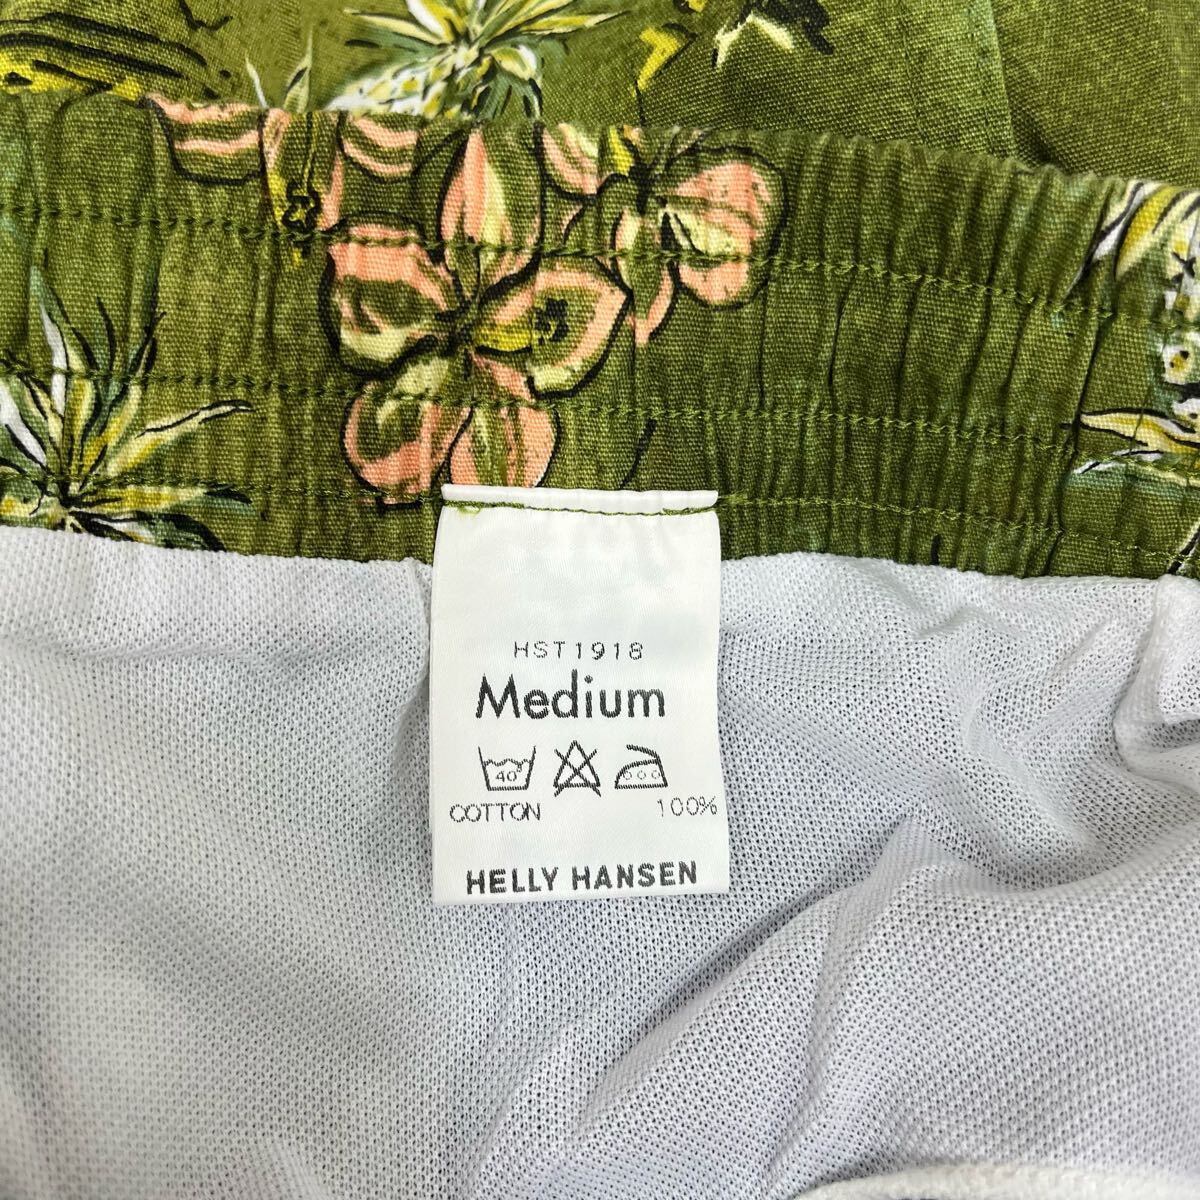 HST1918
Medium
40
COTTON 100%
HELLY HANSEN